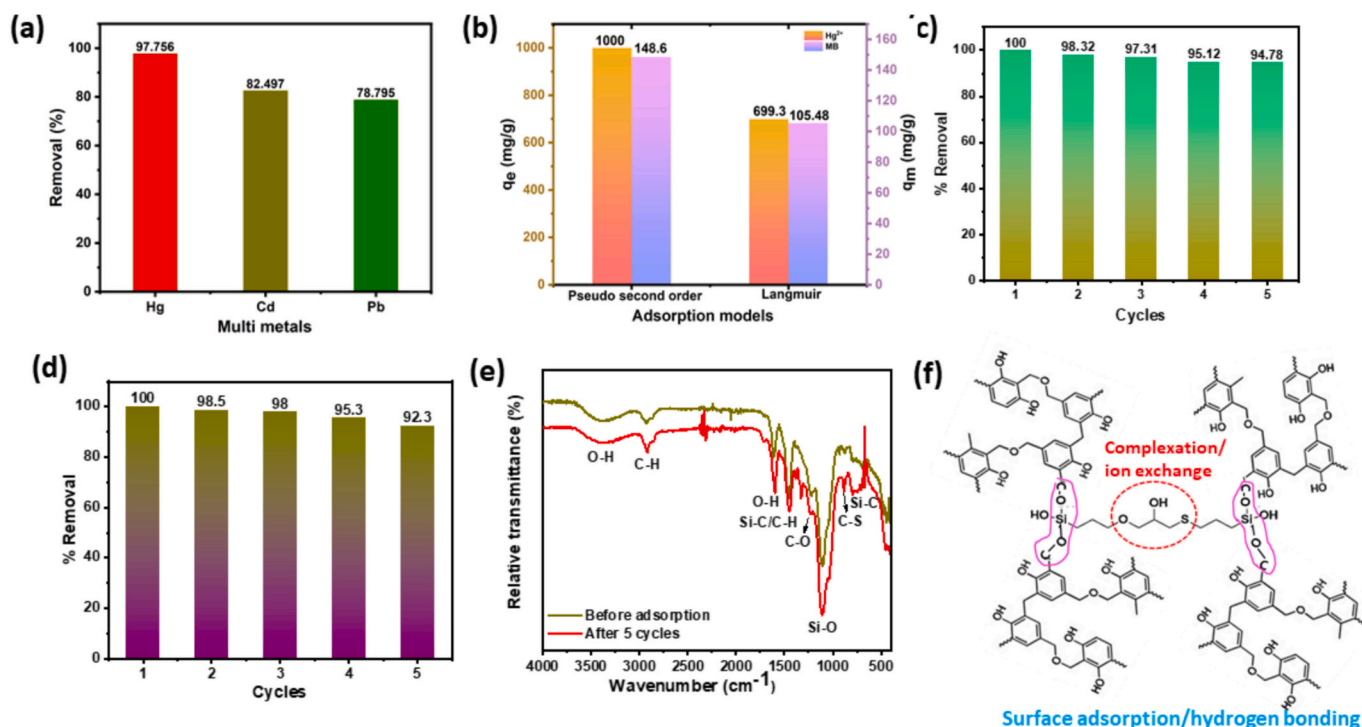 (a)
Removal (%)
100
80
60
40
20
0
97.756
82.497
78.795
Hg
Cd
Pb
Multi metals
(b)
qe (mg/g)
1000
800
600
400
200
0
1000
148.6
699.3
105.48
Hg2+
MB
160
140
120
100
80
60
40
20
0
qm (mg/g)
Pseudo second order
Langmuir
Adsorption models
c)
% Removal
100
80
60
40
20
0
100
98.32
97.31
95.12
94.78
1
2
3
4
5
Cycles
(d)
% Removal
100
80
60
40
20
0
100
98.5
98
95.3
92.3
1
2
3
4
5
Cycles
(e)
Relative transmittance (%)
O-H
C-H
O-H
Si-C/C-H
C-O
Si-O
C-S
Si-C
Before adsorption
After 5 cycles
4000
3500
3000
2500
2000
1500
1000
500
Wavenumber (cm-1)
(f)
Complexation/
ion exchange
HO
Si
O
OH
S
Si
OH
Surface adsorption/hydrogen bonding